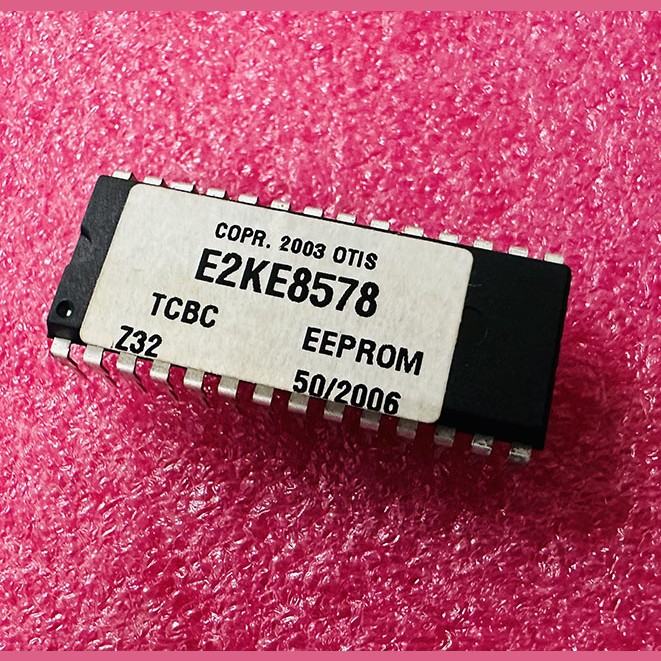 COPR. 2003 OTIS
E2KE8578
TCBC
EEPROM
Z32
50/2006